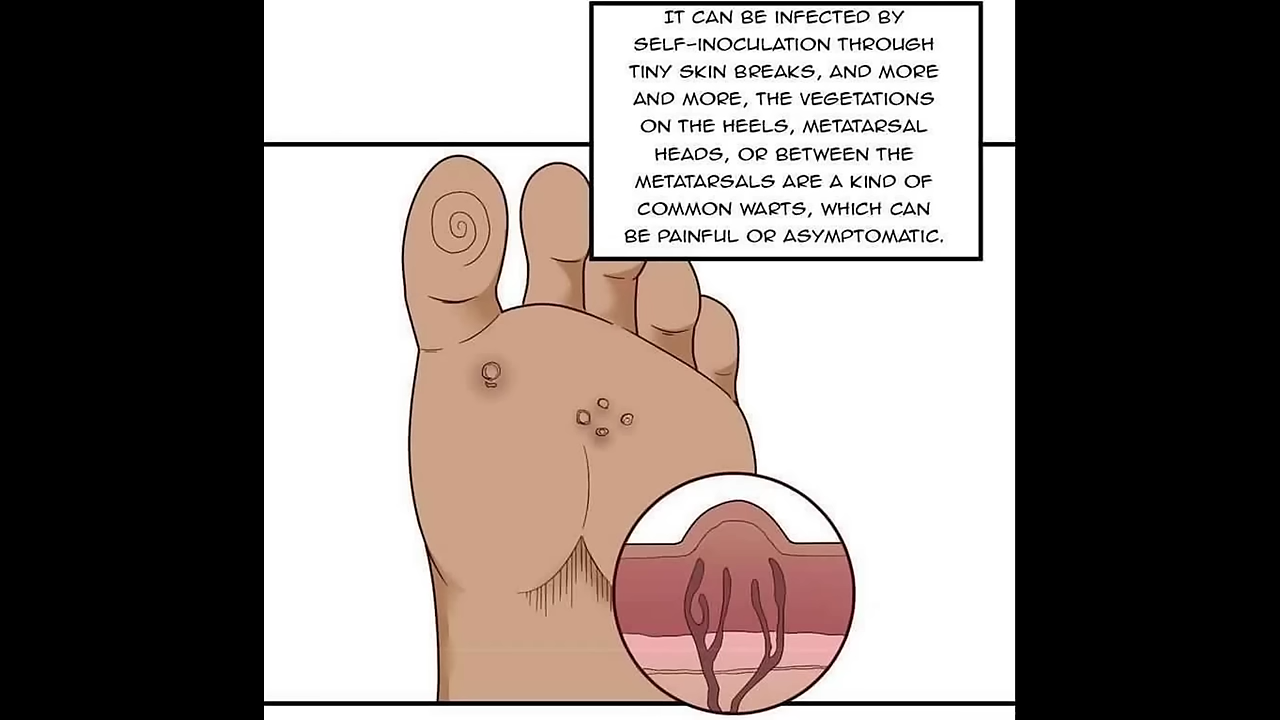 IT CAN BE INFECTED BY
SELF-INOCULATION THROUGH
TINY SKIN BREAKS, AND MORE
AND MORE, THE VEGETATIONS
ON THE HEELS, METATARSAL
HEADS, OR BETWEEN THE
METATARSALS ARE A KIND OF
COMMON WARTS, WHICH CAN
BE PAINFUL OR ASYMPTOMATIC.